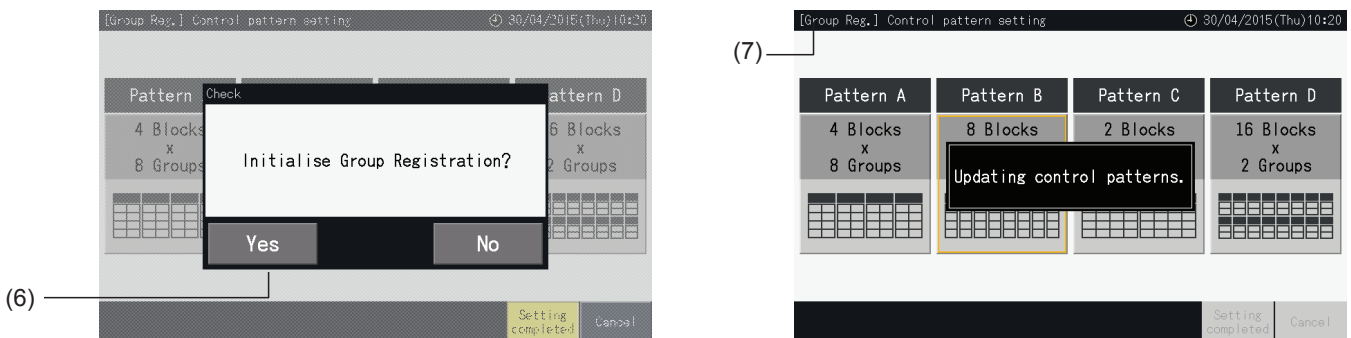 [Group Reg.] Control pattern setting 30/04/2015(Thu)10:20
Pattern
attern D
Check
4 Blocks
x
8 Groups
6 Blocks
x
2 Groups
Initialise Group Registration?
Yes No
(6)
Setting
completed
Cancel
[Group Reg.] Control pattern setting 30/04/2015(Thu)10:20
(7)
Pattern A Pattern B Pattern C Pattern D
4 Blocks 8 Blocks 2 Blocks 16 Blocks
x x
8 Groups 2 Groups
Updating control patterns.
Setting
completed
Cancel